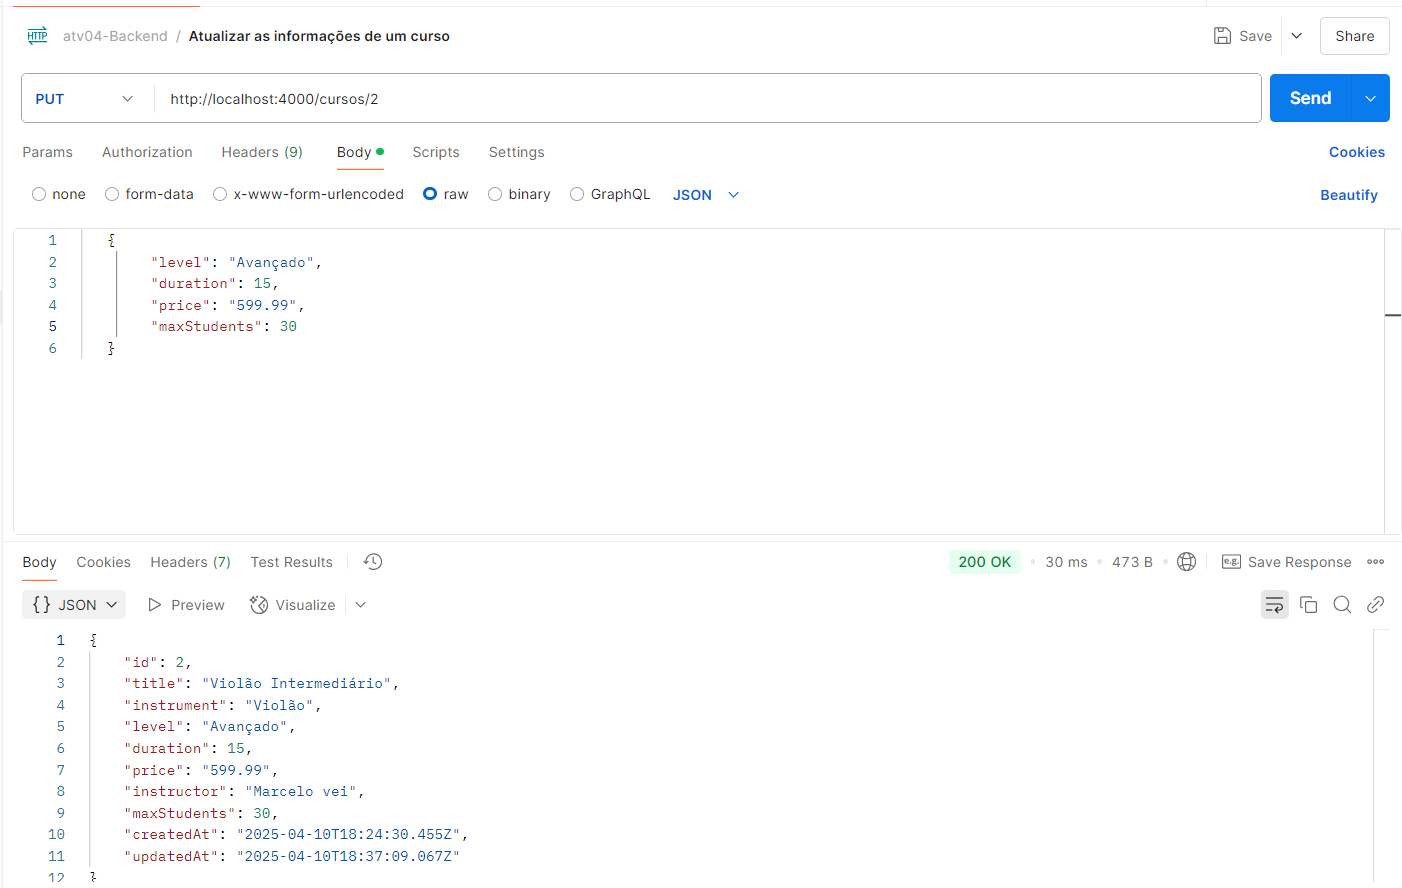 HTTP atv04-Backend / Atualizar as informações de um curso Save Share
PUT http://localhost:4000/cursos/2 Send
Params Authorization Headers (9) Body Scripts Settings Cookies
none form-data x-www-form-urlencoded raw binary GraphQL JSON Beautify
1 {
2 "level": "Avançado",
3 "duration": 15,
4 "price": "599.99",
5 "maxStudents": 30
6 }
Body Cookies Headers (7) Test Results 200 OK 30 ms 473 B e.g. Save Response
{} JSON Preview Visualize
1 {
2 "id": 2,
3 "title": "Violão Intermediário",
4 "instrument": "Violão",
5 "level": "Avançado",
6 "duration": 15,
7 "price": "599.99",
8 "instructor": "Marcelo vei",
9 "maxStudents": 30,
10 "createdAt": "2025-04-10T18:24:30.455Z",
11 "updatedAt": "2025-04-10T18:37:09.067Z"
12 }